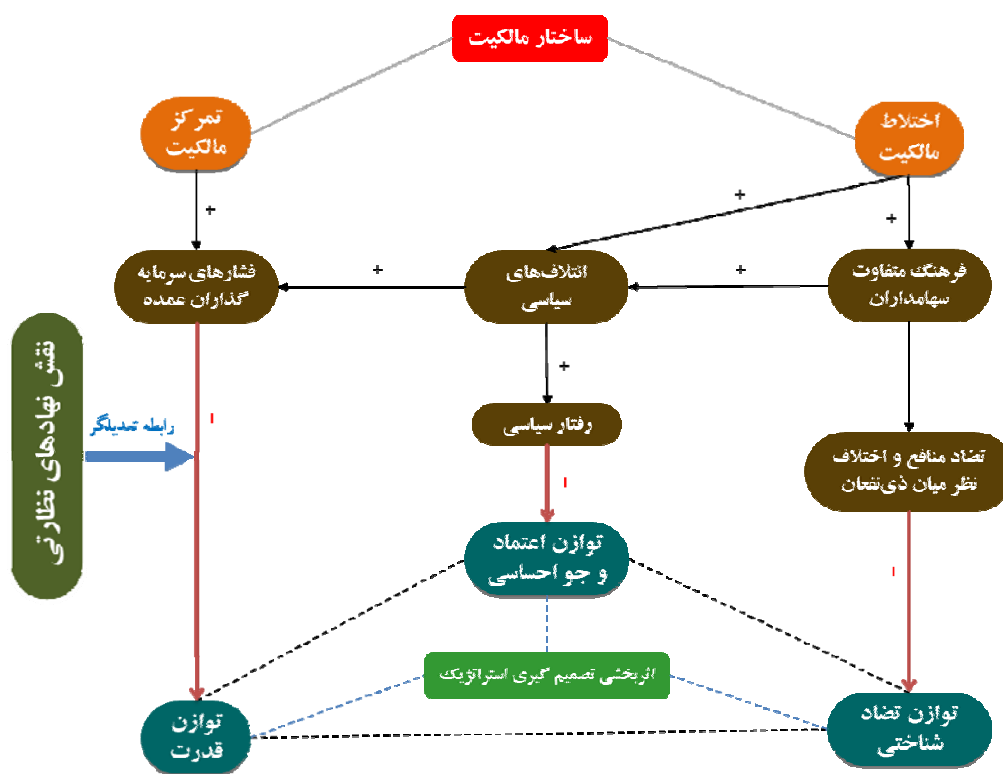 ساختار مالکیت
اختلاط
مالکیت
تمرکز
مالکیت
+
+
+
فرهنگ متفاوت
سهامداران
+
ائتلاف‌های
سیاسی
+
فشارهای سرمایه
گذاران عمده
+
رفتار سیاسی
نقش نهادهای نظارتی
رابطه تعدیلگر
ا
ا
ا
تضاد منافع و اختلاف
نظر میان ذی‌نفعان
توازن اعتماد
و جو احساسی
اثربخشی تصمیم گیری استراتژیک
توازن تضاد
شناختی
توازن
قدرت